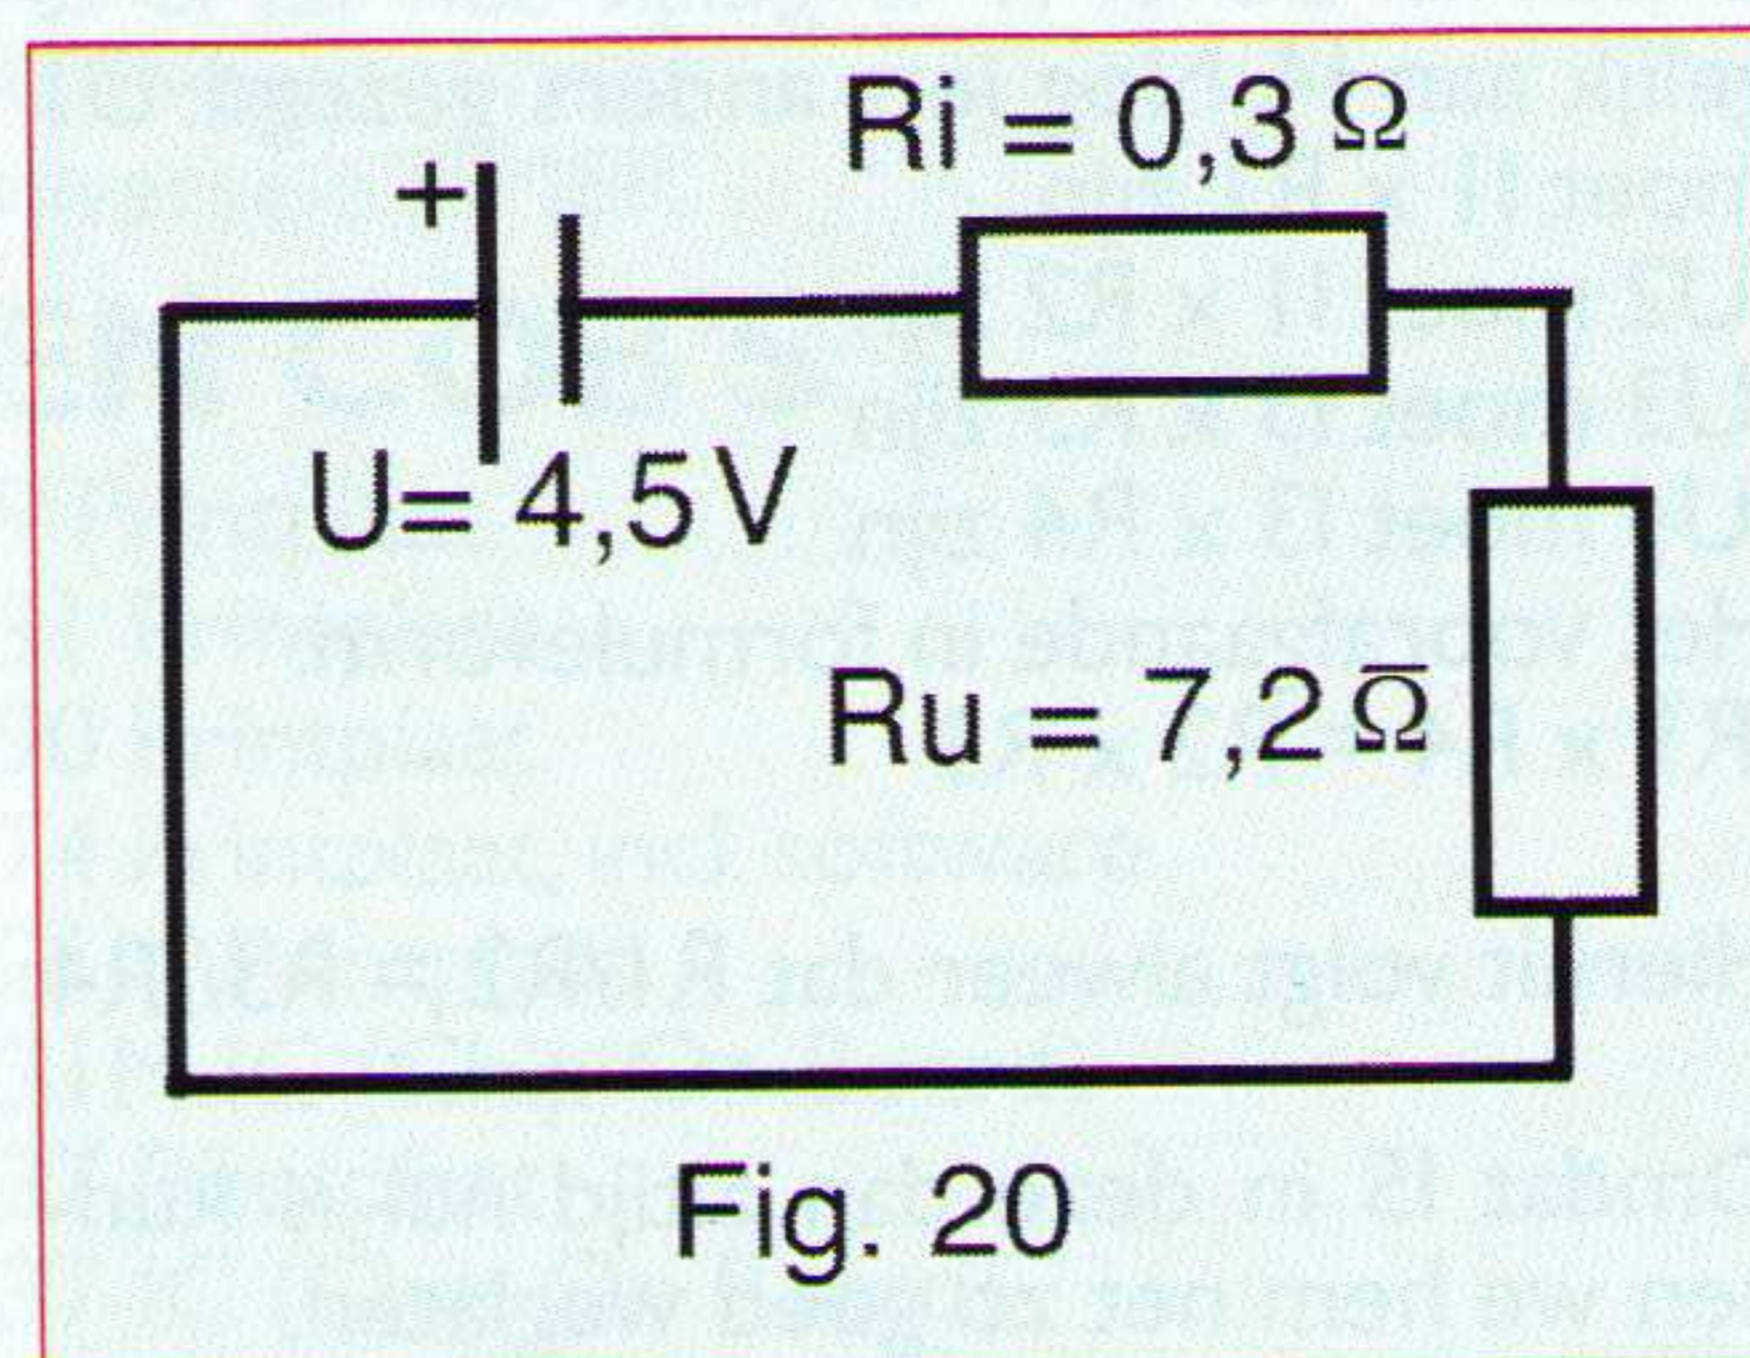 Ri = 0,3 Ω
+
U= 4,5 V
Ru = 7,2 Ω
Fig. 20